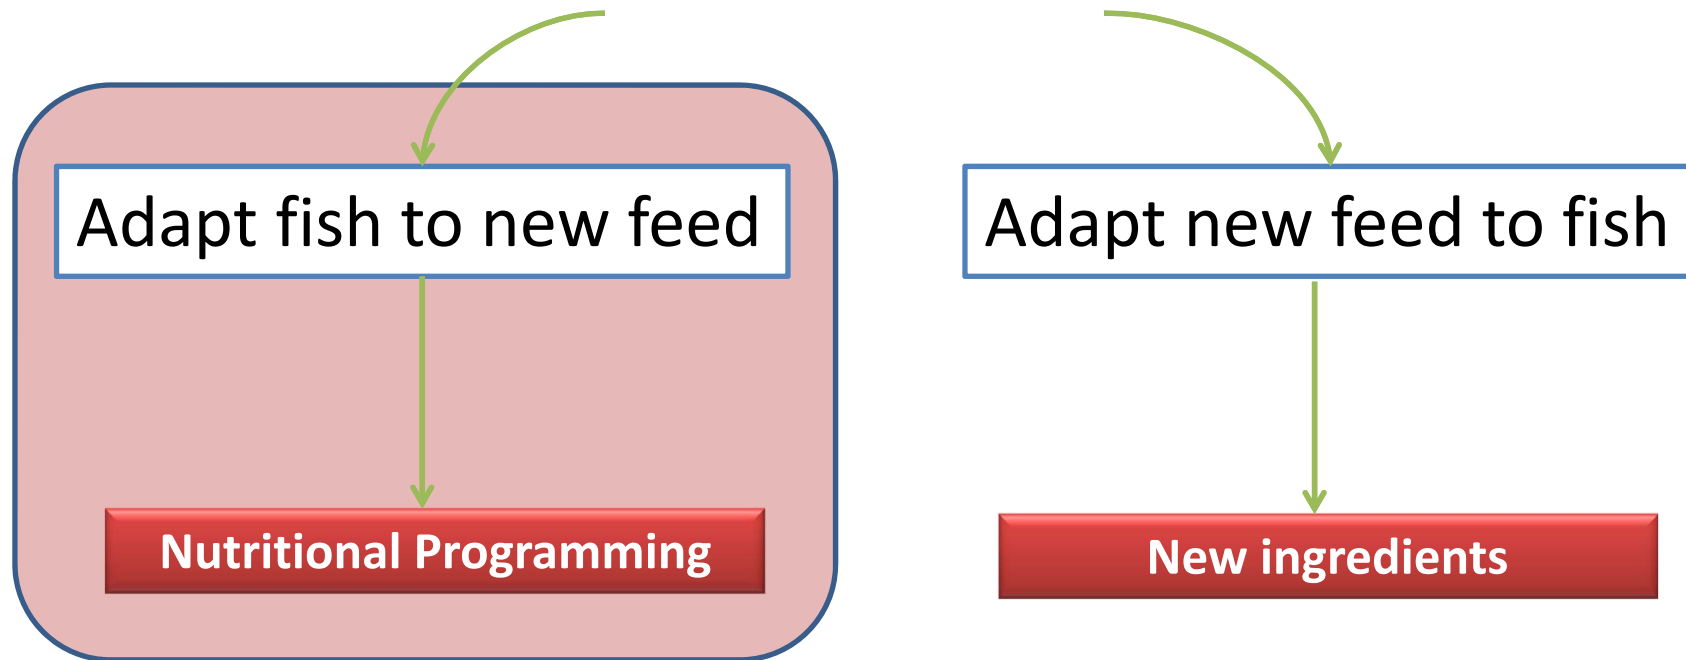 Adapt fish to new feed
Adapt new feed to fish
Nutritional Programming
New ingredients